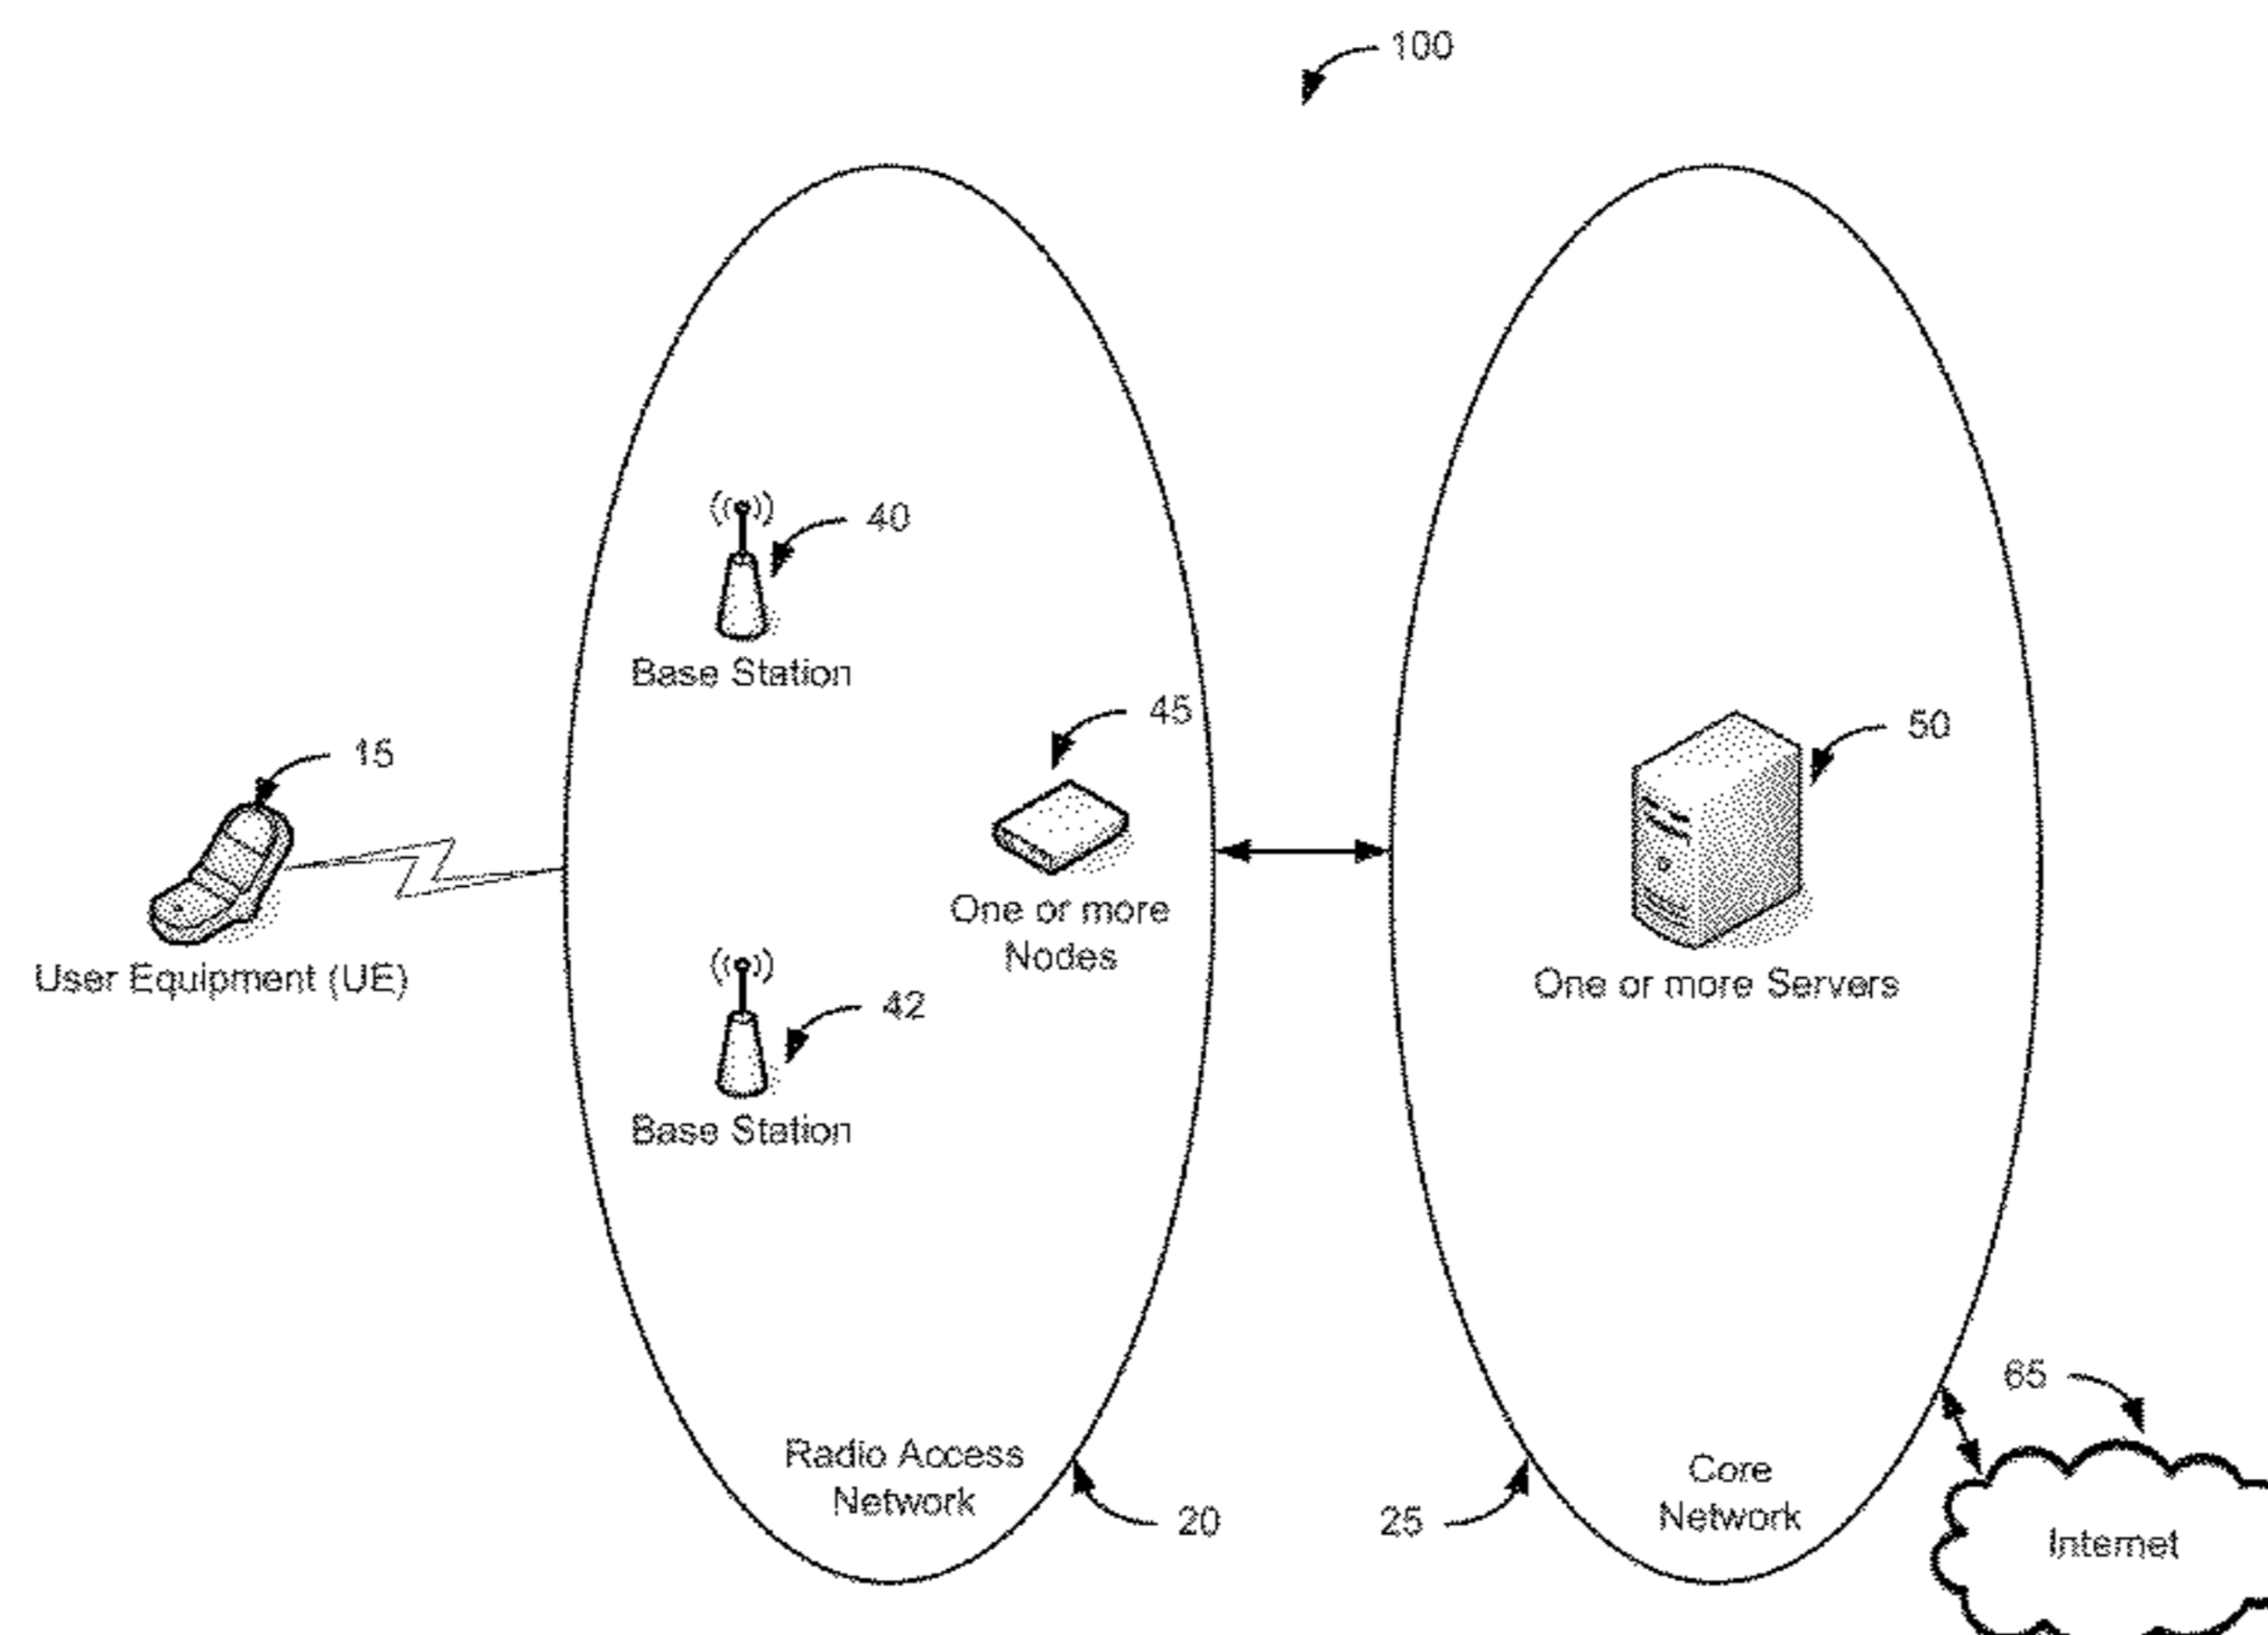 100
40
Base Station
45
50
15
One or more
Nodes
User Equipment (UE)
One or more Servers
42
Base Station
65
Radio Access
Network
20
25
Core
Network
Internet